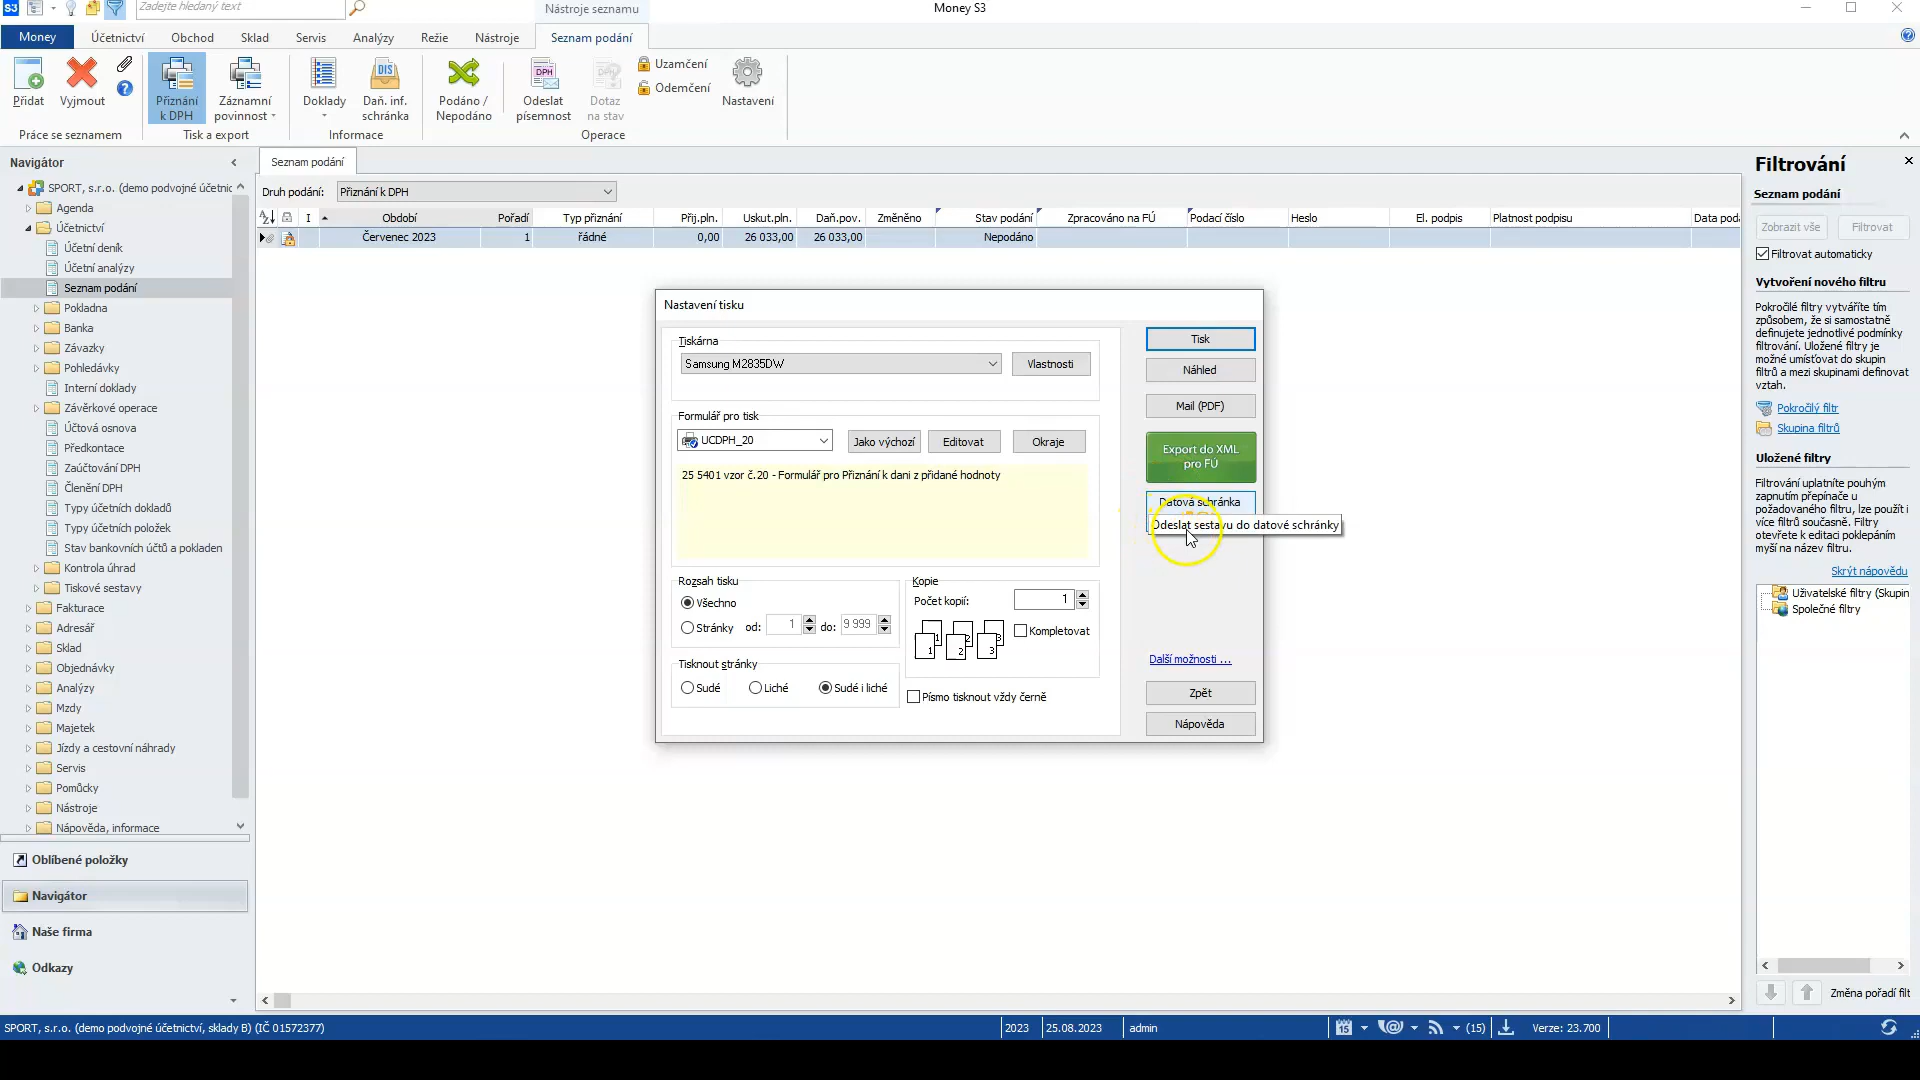 S3
Zadejte hledaný text
Nástroje seznamu
Money S3
Money
Účetnictví
Obchod
Sklad
Servis
Analýzy
Režie
Nástroje
Seznam podání
Přidat
Vyjmout
Přiznání
k DPH
Záznamní
povinnost
Doklady
DIS
Daň. inf.
schránka
Podáno /
Nepodáno
DPH
Odeslat
písemnost
DPH
Dotaz
na stav
Uzamčení
Odemčení
Nastavení
Práce se seznamem
Tisk a export
Informace
Operace
Navigátor
SPORT, s.r.o. (demo podvojné účetnic
Agenda
Účetnictví
Účetní deník
Účetní analýzy
Seznam podání
Pokladna
Banka
Závazky
Pohledávky
Interní doklady
Závěrkové operace
Účtová osnova
Předkontace
Zaúčtování DPH
Členění DPH
Typy účetních dokladů
Typy účetních položek
Stav bankovních účtů a pokladen
Kontrola úhrad
Tiskové sestavy
Fakturace
Adresář
Sklad
Objednávky
Analýzy
Mzdy
Majetek
Jízdy a cestovní náhrady
Servis
Pomůcky
Nástroje
Nápověda, informace
Oblíbené položky
Navigátor
Naše firma
Odkazy
Seznam podání
Druh podání:
Přiznání k DPH
I
Období
Pořadí
Typ přiznání
Přij.pln.
Uskut.pln.
Daň.pov.
Změněno
Stav podání
Zpracováno na FÚ
Podací číslo
Heslo
El. podpis
Platnost podpisu
Data podá
Červenec 2023
1
řádné
0,00
26 033,00
26 033,00
Nepodáno
Nastavení tisku
Tiskárna
Samsung M2835DW
Vlastnosti
Formulář pro tisk
UCDPH_20
Jako výchozí
Editovat
Okraje
25 5401 vzor č.20 - Formulář pro Přiznání k dani z přidané hodnoty
Rozsah tisku
Všechno
Stránky
od:
1
do:
9 999
Tisknout stránky
Sudé
Liché
Sudé i liché
Kopie
Počet kopií:
1
1
1
2
2
3
3
Kompletovat
Písmo tisknout vždy černě
Tisk
Náhled
Mail (PDF)
Export do XML
pro FÚ
Datová schránka
Odeslat sestavu do datové schránky
Další možnosti ...
Zpět
Nápověda
Filtrování
Seznam podání
Zobrazit vše
Filtrovat
Filtrovat automaticky
Vytvoření nového filtru
Pokročilé filtry vytváříte tím
způsobem, že si samostatně
definujete jednotlivé podmínky
filtrování. Uložené filtry je
možné umísťovat do skupin
filtrů a mezi skupinami definovat
vztah.
Pokročilý filtr
Skupina filtrů
Uložené filtry
Filtrování uplatníte pouhým
zapnutím přepínače u
požadovaného filtru, lze použít i
více filtrů současně. Filtry
otevřete k editaci poklepáním
myší na název filtru.
Skrýt nápovědu
Uživatelské filtry (Skupin
Společné filtry
Změna pořadí filt
SPORT, s.r.o. (demo podvojné účetnictví, sklady B) (IČ 01572377)
2023
25.08.2023
admin
15
(15)
Verze: 23.700